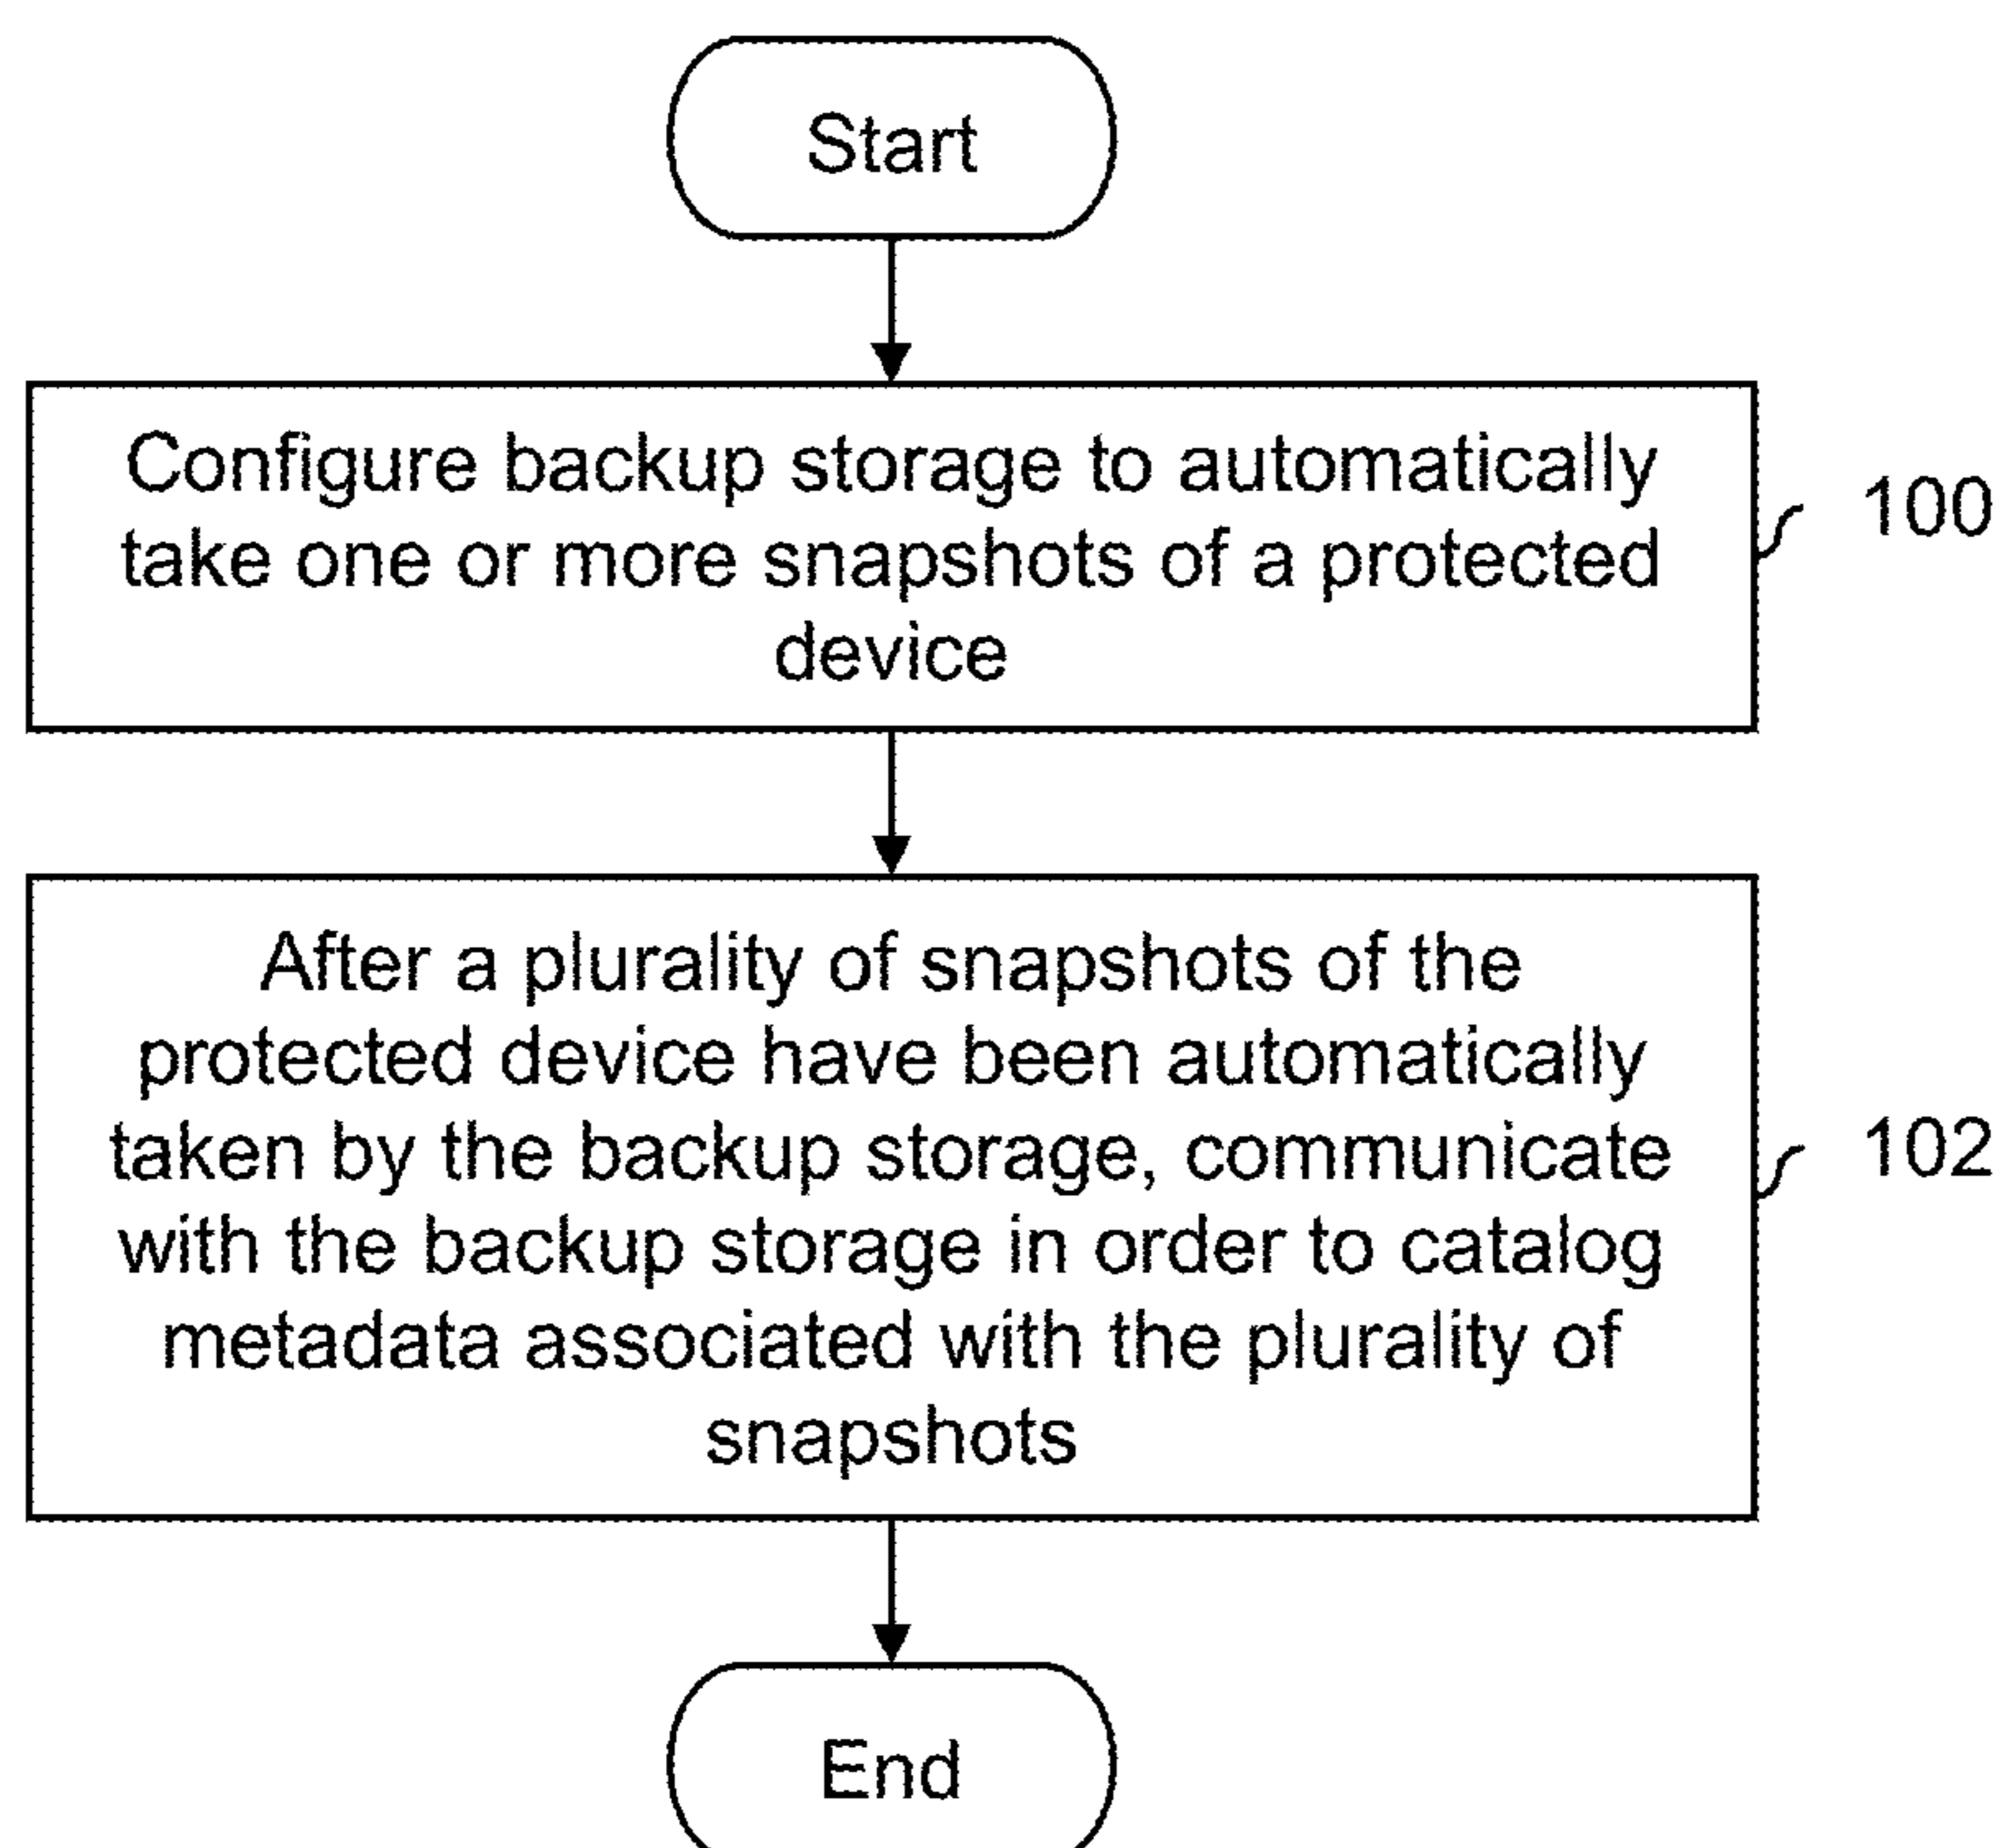 Start
Configure backup storage to automatically
take one or more snapshots of a protected
device
100
After a plurality of snapshots of the
protected device have been automatically
taken by the backup storage, communicate
with the backup storage in order to catalog
metadata associated with the plurality of
snapshots
102
End